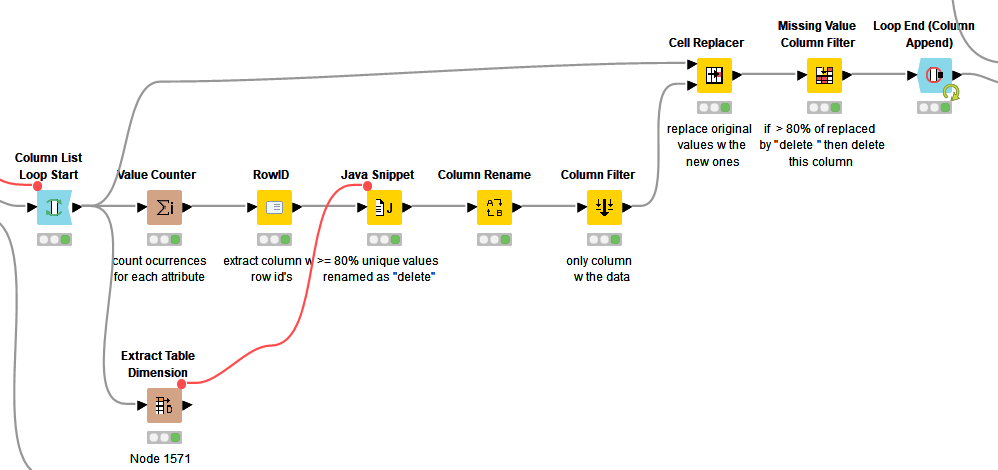 Missing Value
Column Filter
Loop End (Column
Append)
Cell Replacer
replace original
values w the
new ones
if > 80% of replaced
by "delete " then delete
this column
Column List
Loop Start
Value Counter
RowID
Java Snippet
Column Rename
Column Filter
count ocurrences
for each attribute
extract column w
row id's
>= 80% unique values
renamed as "delete"
only column
w the data
Extract Table
Dimension
Node 1571